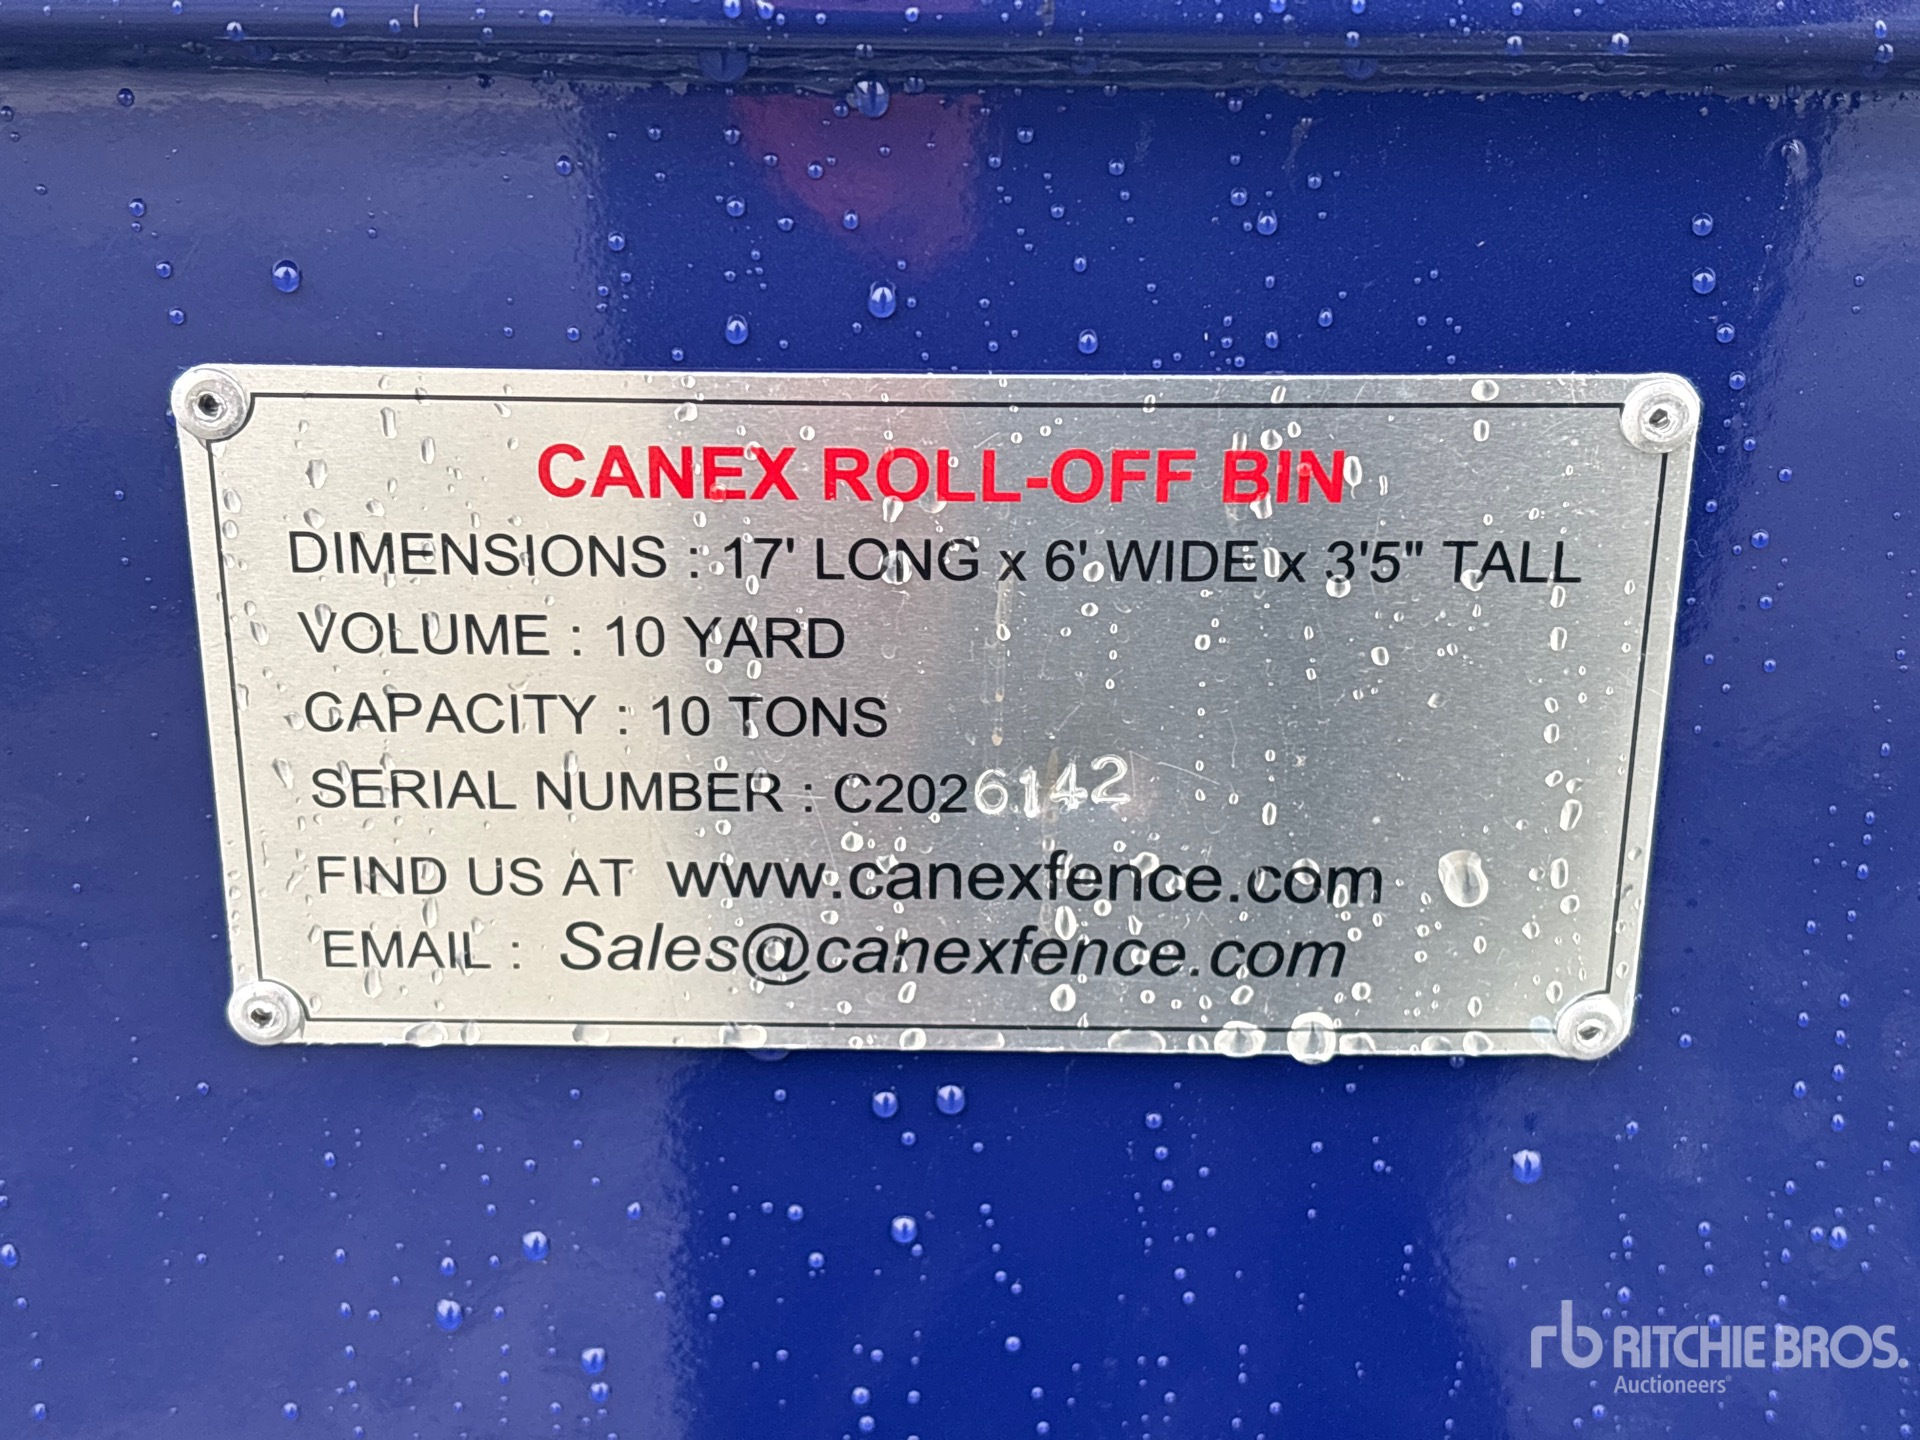 CANEX ROLL-OFF BIN
DIMENSIONS : 17' LONG x 6' WIDE x 3'5" TALL
VOLUME : 10 YARD
CAPACITY : 10 TONS
SERIAL NUMBER : C2026142
FIND US AT www.canexfence.com
EMAIL : Sales@canexfence.com
rb RITCHIE BROS.
Auctioneers